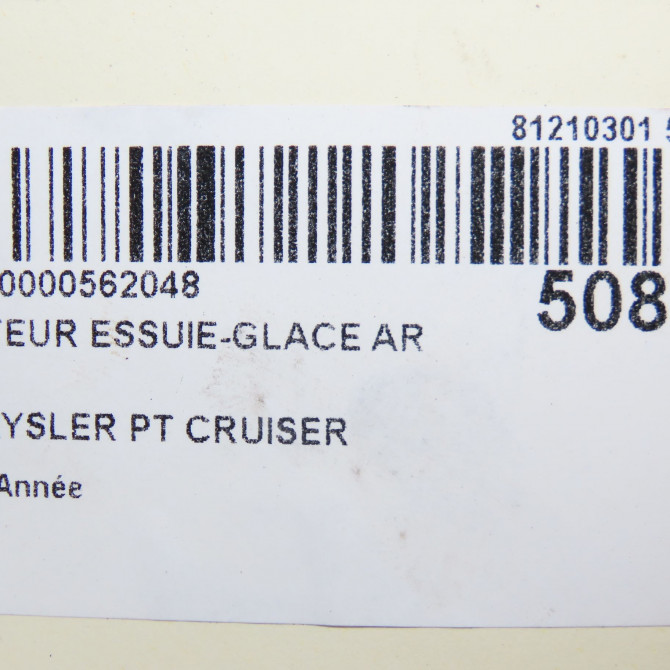 81210301 5
0000562048
508
TEUR ESSUIE-GLACE AR
YSLER PT CRUISER
Année